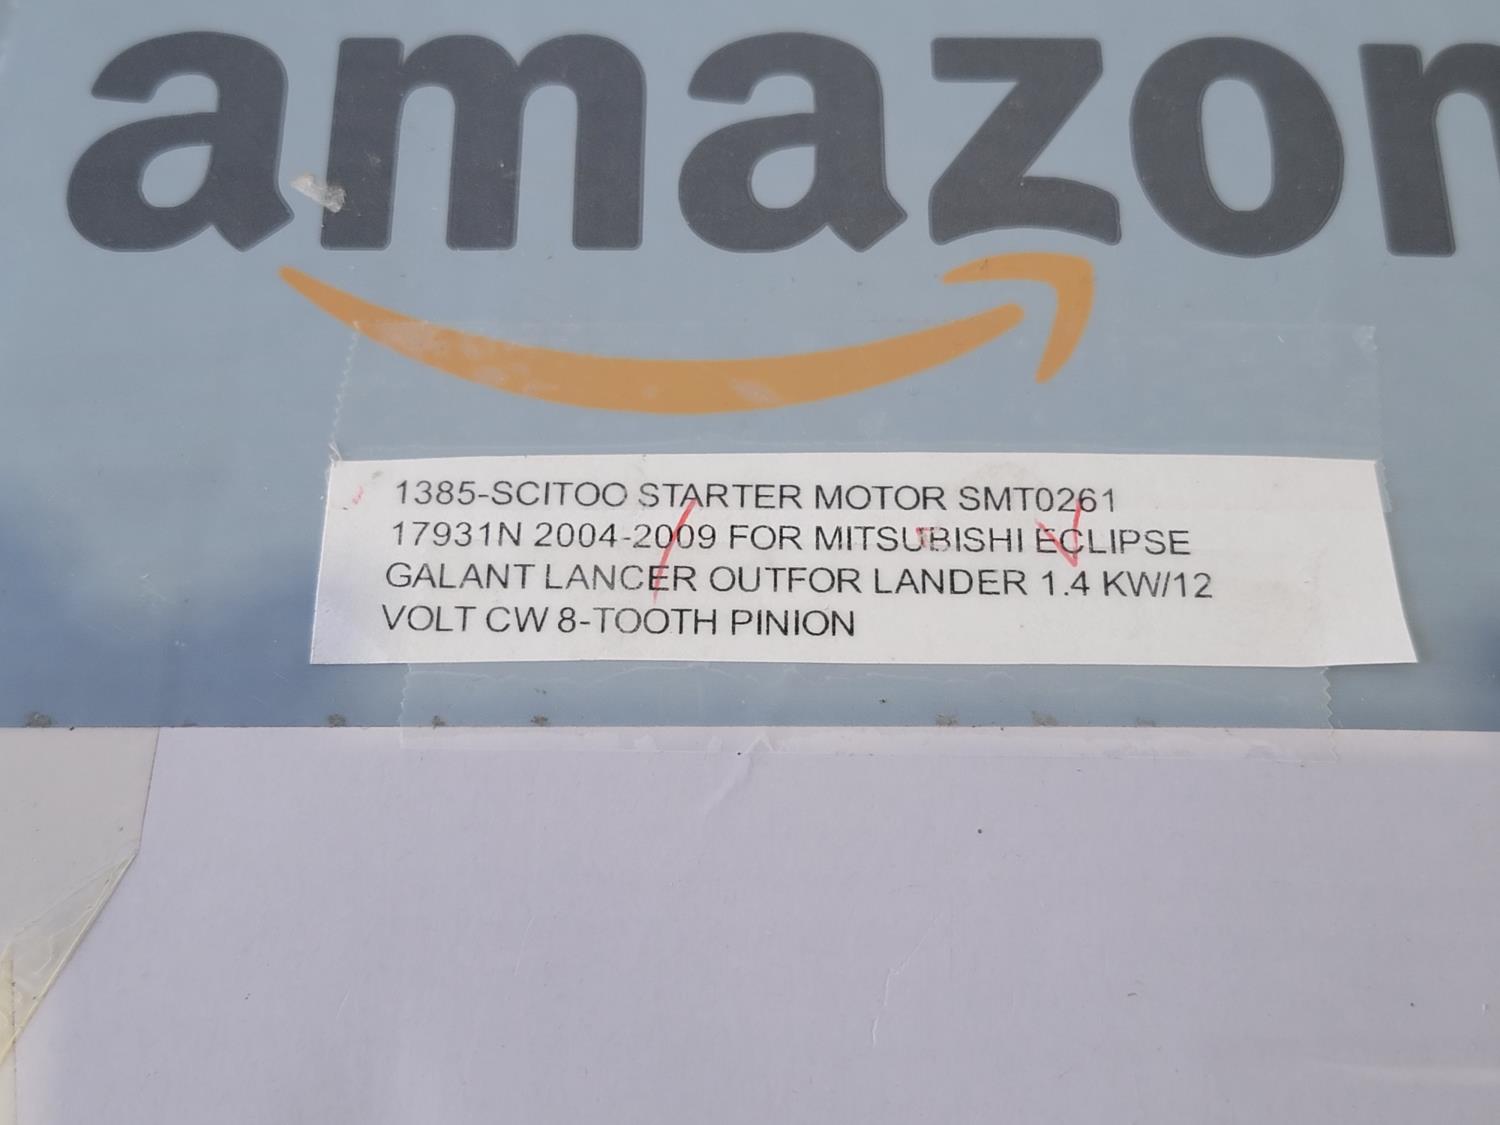 amazon
1385-SCITOO STARTER MOTOR SMT0261
17931N 2004-2009 FOR MITSUBISHI ECLIPSE
GALANT LANCER OUTFOR LANDER 1.4 KW/12
VOLT CW 8-TOOTH PINION